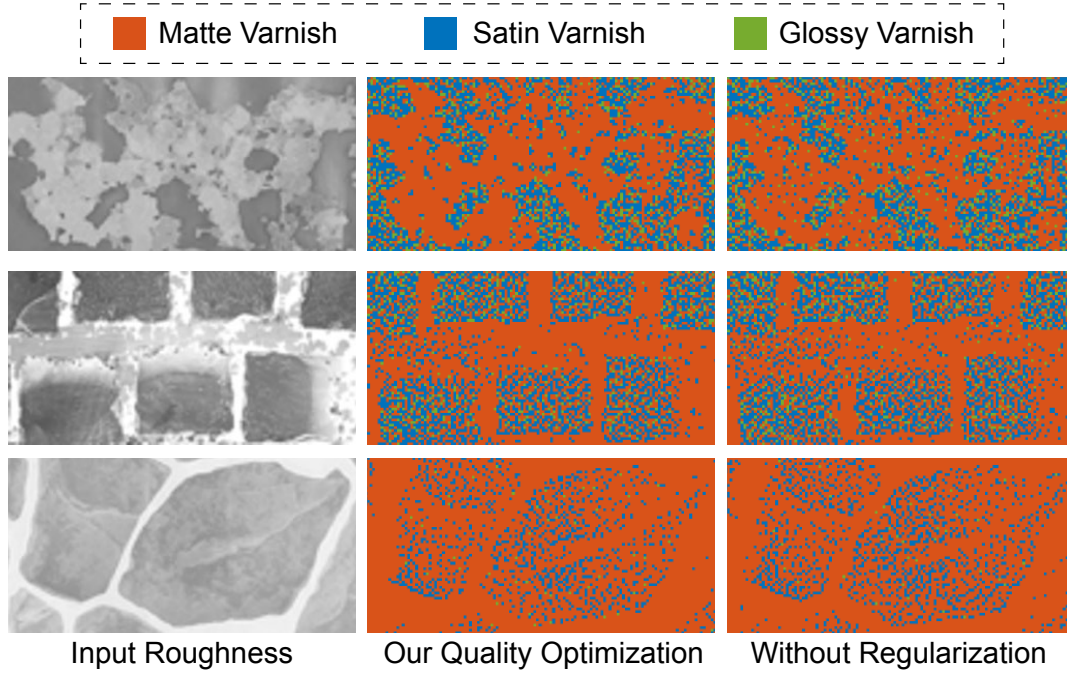 Matte Varnish Satin Varnish Glossy Varnish
Input Roughness Our Quality Optimization Without Regularization